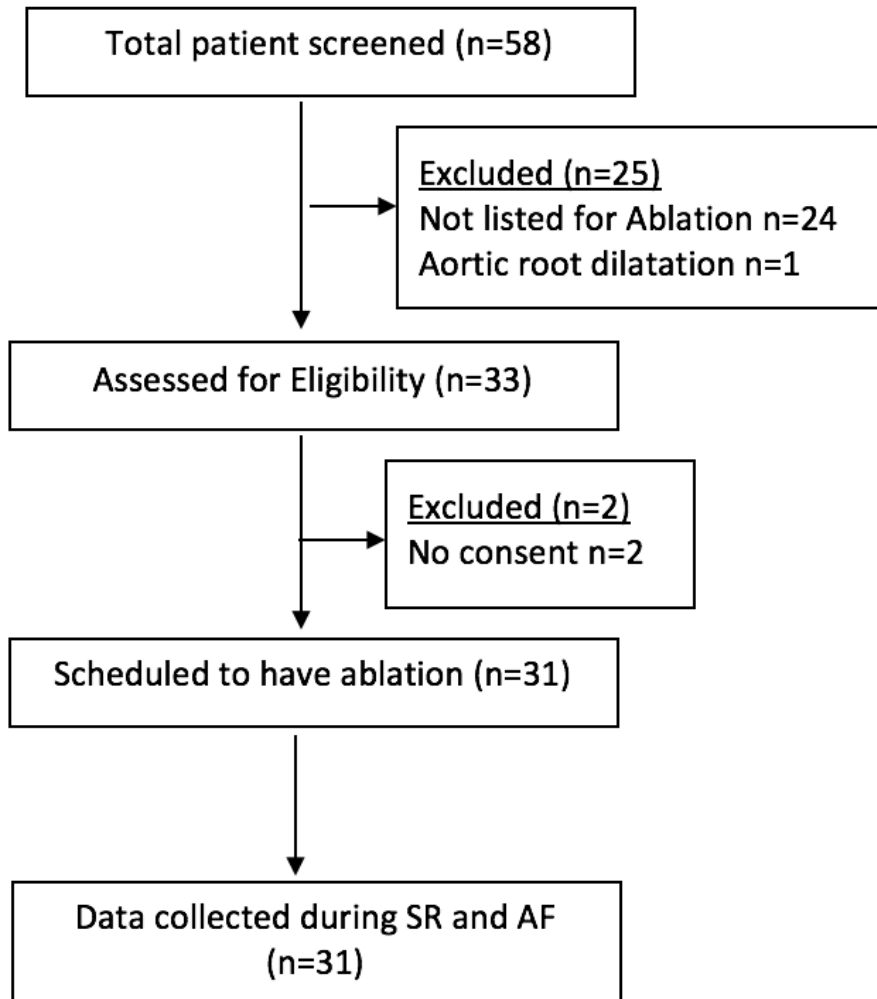 Total patient screened (n=58)
Excluded (n=25)
Not listed for Ablation n=24
Aortic root dilatation n=1
Assessed for Eligibility (n=33)
Excluded (n=2)
No consent n=2
Scheduled to have ablation (n=31)
Data collected during SR and AF
(n=31)